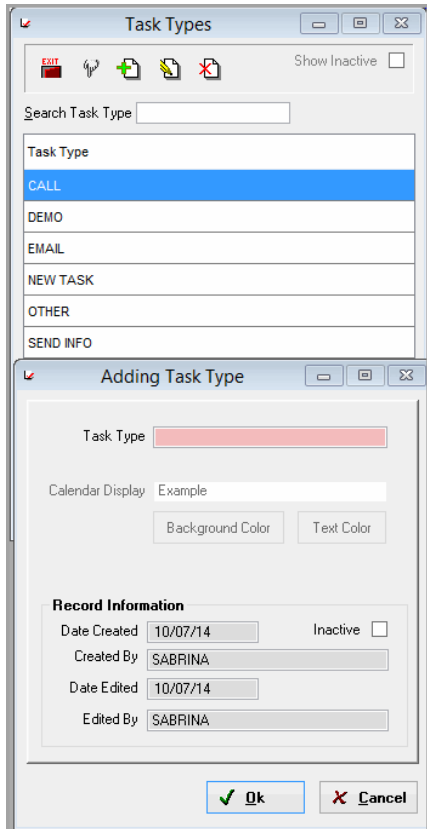 Task Types
EXIT
Show Inactive
Search Task Type
Task Type
CALL
DEMO
EMAIL
NEW TASK
OTHER
SEND INFO
Adding Task Type
Task Type
Calendar Display Example
Background Color Text Color
Record Information
Date Created 10/07/14 Inactive
Created By SABRINA
Date Edited 10/07/14
Edited By SABRINA
Ok Cancel